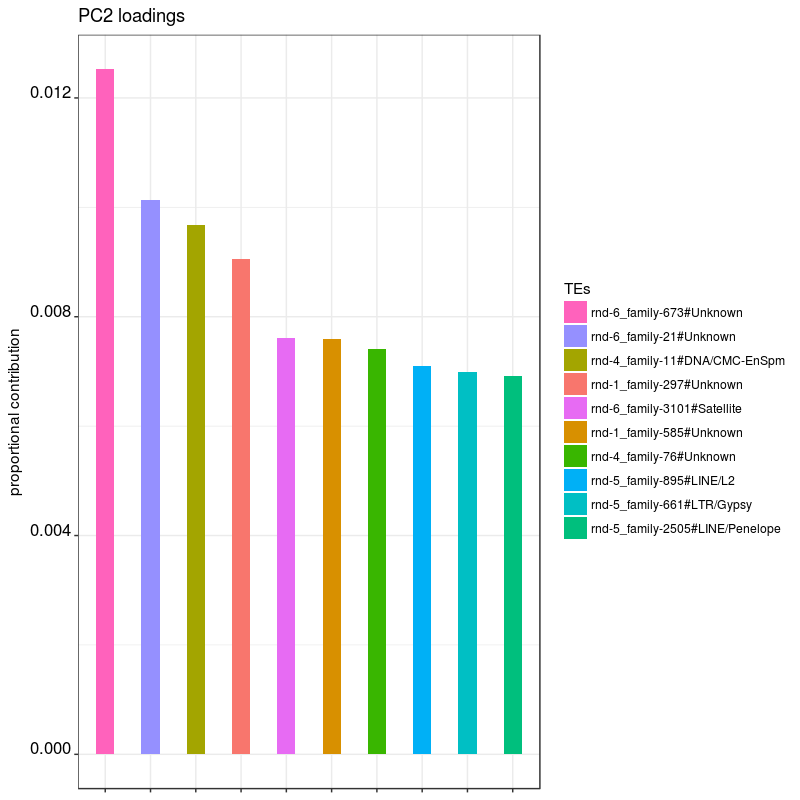 PC2 loadings
0.012
0.008
0.004
0.000
proportional contribution
TEs
rnd-6_family-673#Unknown
rnd-6_family-21#Unknown
rnd-4_family-11#DNA/CMC-EnSpm
rnd-1_family-297#Unknown
rnd-6_family-3101#Satellite
rnd-1_family-585#Unknown
rnd-4_family-76#Unknown
rnd-5_family-895#LINE/L2
rnd-5_family-661#LTR/Gypsy
rnd-5_family-2505#LINE/Penelope